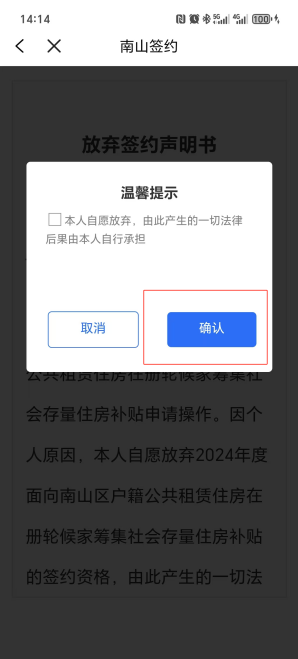 14:14
5G 4G 100
南山签约
放弃签约声明书
温馨提示
本人自愿放弃，由此产生的一切法律
后果由本人自行承担
取消
确认
公共租赁住房在册轮候家筹集社
会存量住房补贴申请操作。因个
人原因，本人自愿放弃2024年度
面向南山区户籍公共租赁住房在
册轮候家筹集社会存量住房补贴
的签约资格，由此产生的一切法